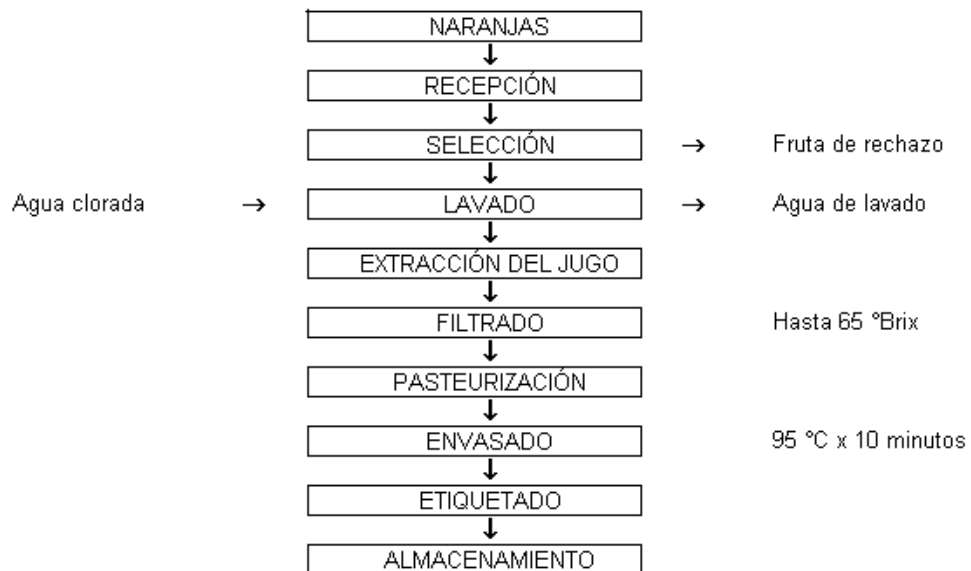 NARANJAS
RECEPCIÓN
SELECCIÓN → Fruta de rechazo
Agua clorada → LAVADO → Agua de lavado
EXTRACCIÓN DEL JUGO
FILTRADO Hasta 65 °Brix
PASTEURIZACIÓN
ENVASADO 95 °C x 10 minutos
ETIQUETADO
ALMACENAMIENTO